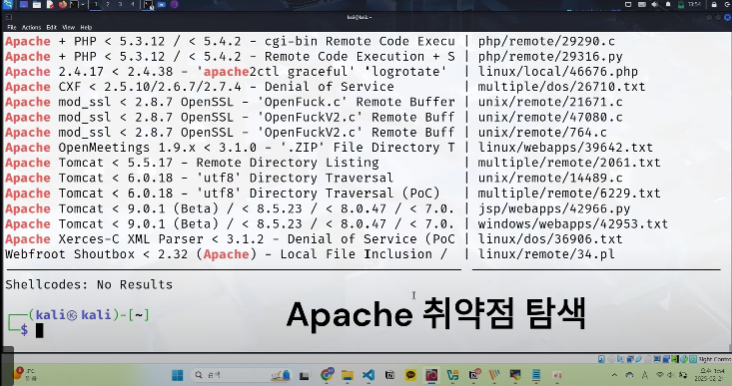 kali@kali: ~
File Actions Edit View Help
Apache + PHP < 5.3.12 / < 5.4.2 - cgi-bin Remote Code Execu | php/remote/29290.c
Apache + PHP < 5.3.12 / < 5.4.2 - Remote Code Execution + S | php/remote/29316.py
Apache 2.4.17 < 2.4.38 - 'apache2ctl graceful' 'logrotate' | linux/local/46676.php
Apache CXF < 2.5.10/2.6.7/2.7.4 - Denial of Service | multiple/dos/26710.txt
Apache mod_ssl < 2.8.7 OpenSSL - 'OpenFuck.c' Remote Buffer | unix/remote/21671.c
Apache mod_ssl < 2.8.7 OpenSSL - 'OpenFuckV2.c' Remote Buff | unix/remote/47080.c
Apache mod_ssl < 2.8.7 OpenSSL - 'OpenFuckV2.c' Remote Buff | unix/remote/764.c
Apache OpenMeetings 1.9.x < 3.1.0 - '.ZIP' File Directory T | linux/webapps/39642.txt
Apache Tomcat < 5.5.17 - Remote Directory Listing | multiple/remote/2061.txt
Apache Tomcat < 6.0.18 - 'utf8' Directory Traversal | unix/remote/14489.c
Apache Tomcat < 6.0.18 - 'utf8' Directory Traversal (PoC) | multiple/remote/6229.txt
Apache Tomcat < 9.0.1 (Beta) / < 8.5.23 / < 8.0.47 / < 7.0. | jsp/webapps/42966.py
Apache Tomcat < 9.0.1 (Beta) / < 8.5.23 / < 8.0.47 / < 7.0. | windows/webapps/42953.txt
Apache Xerces-C XML Parser < 3.1.2 - Denial of Service (PoC | linux/dos/36906.txt
Webfroot Shoutbox < 2.32 (Apache) - Local File Inclusion / | linux/remote/34.pl
Shellcodes: No Results
(kali㉿kali)-[~]
$
Apache 취약점 탐색
Right Contro
검색
오후 1:54